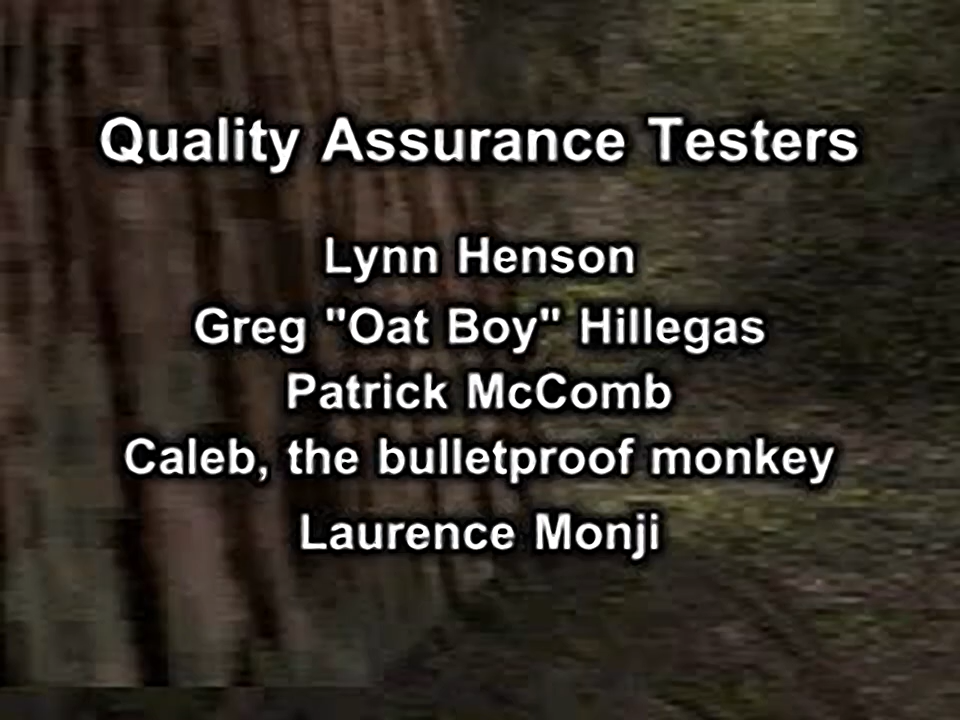 Quality Assurance Testers
Lynn Henson
Greg "Oat Boy" Hillegas
Patrick McComb
Caleb, the bulletproof monkey
Laurence Monji